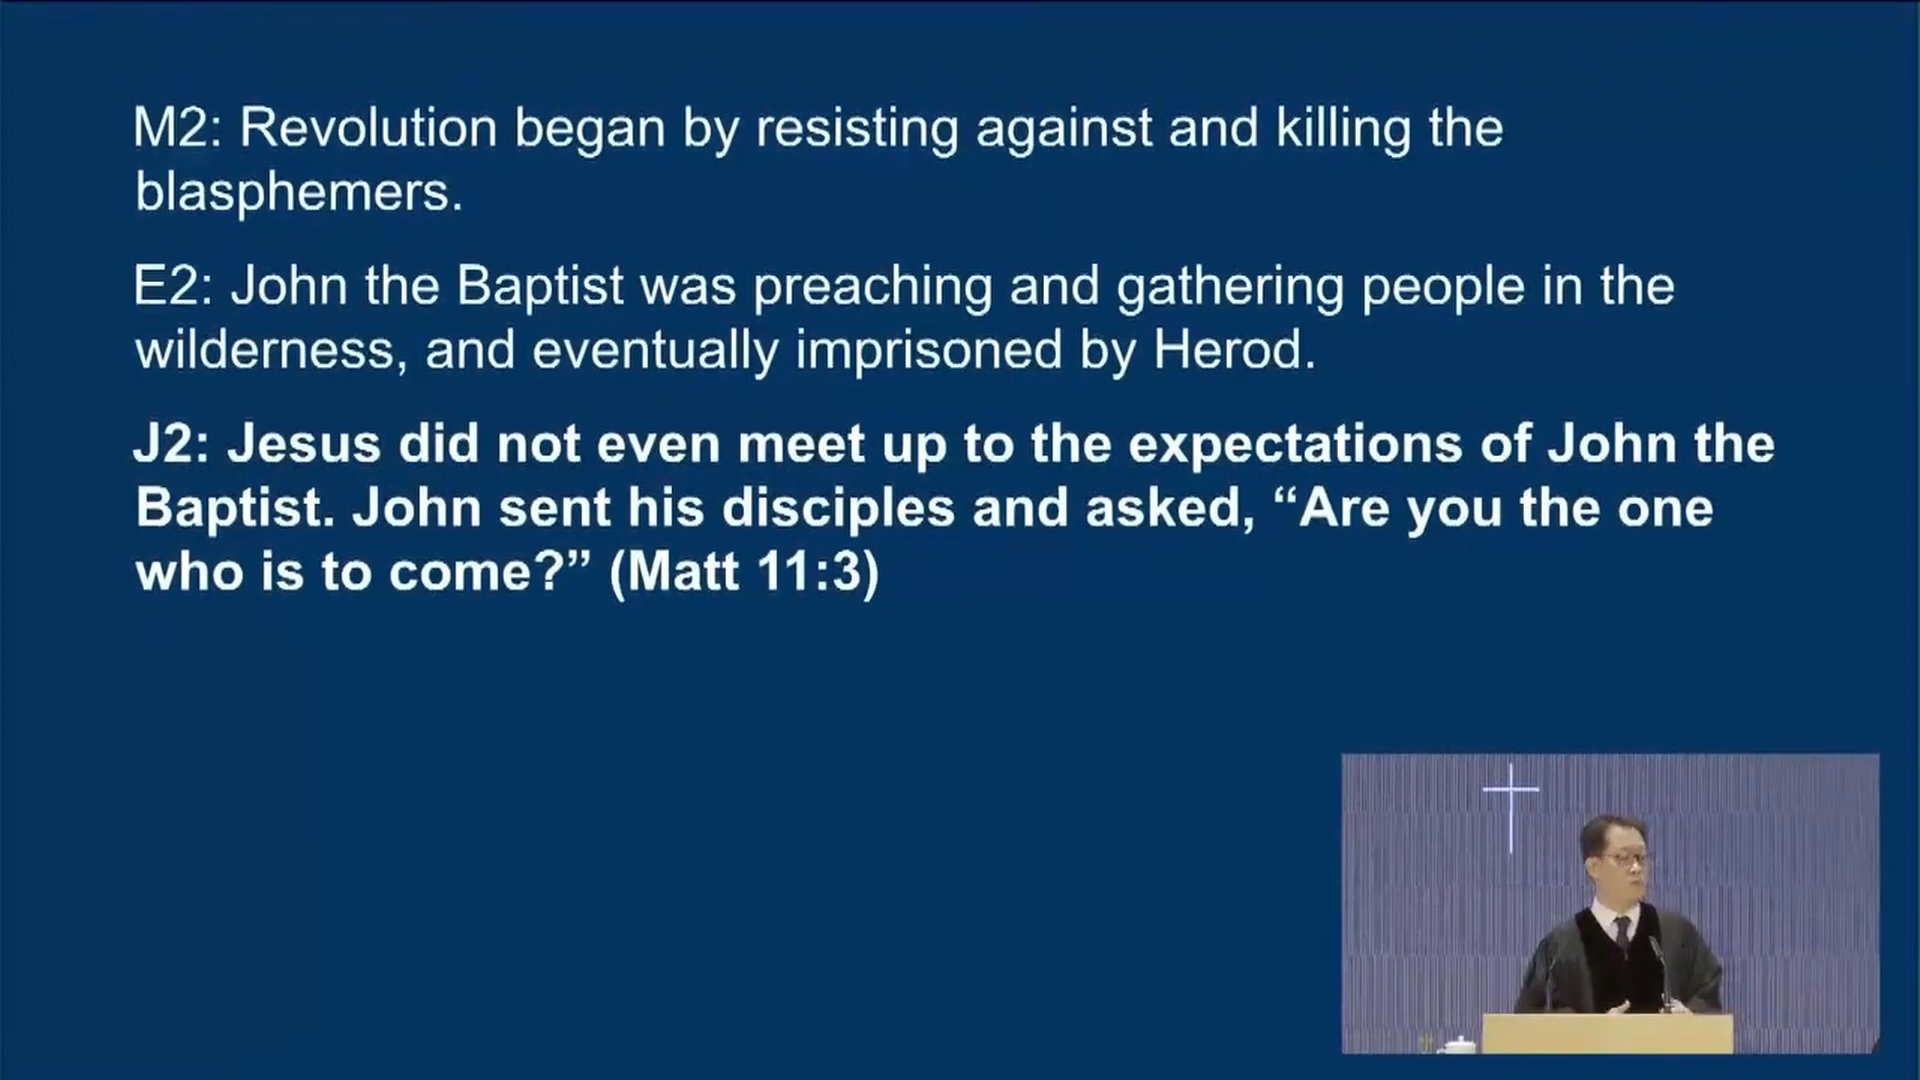 M2: Revolution began by resisting against and killing the
blasphemers.
E2: John the Baptist was preaching and gathering people in the
wilderness, and eventually imprisoned by Herod.
J2: Jesus did not even meet up to the expectations of John the
Baptist. John sent his disciples and asked, “Are you the one
who is to come?” (Matt 11:3)